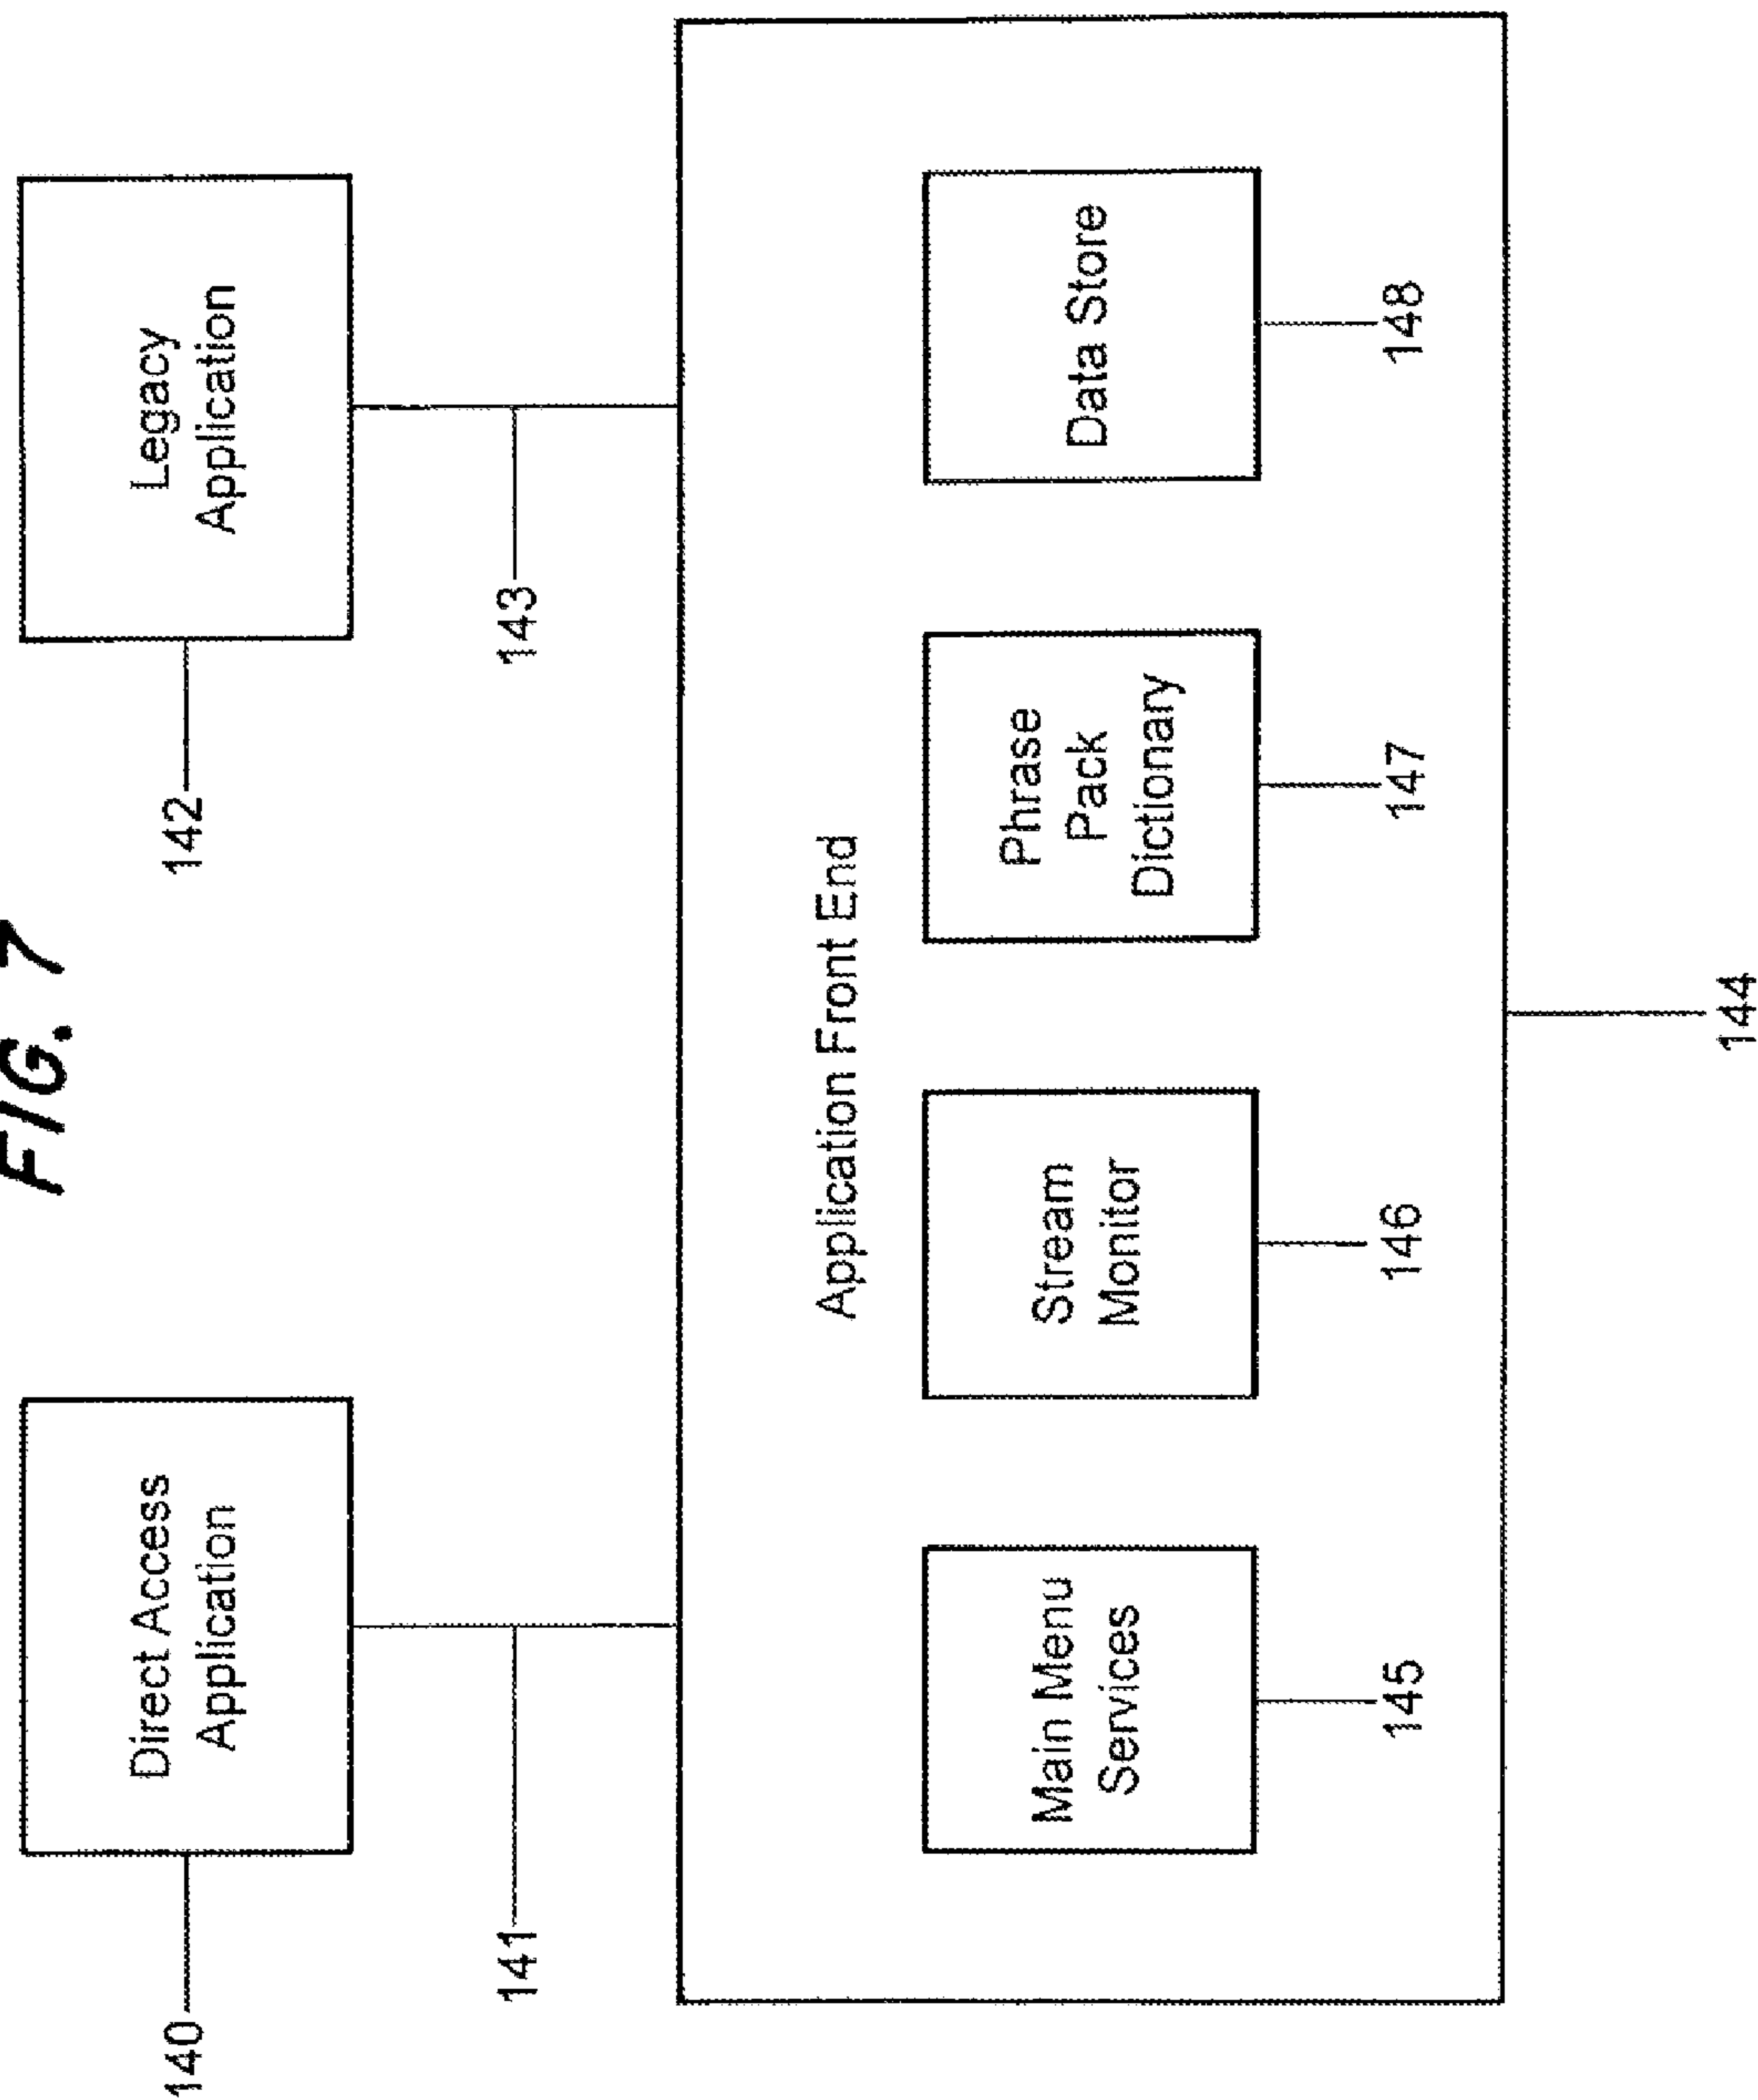 FIG. 7
Direct Access
Application
140
141
Legacy
Application
142
143
Application Front End
Main Menu
Services
145
Stream
Monitor
146
Phrase
Pack
Dictionary
147
Data Store
148
144